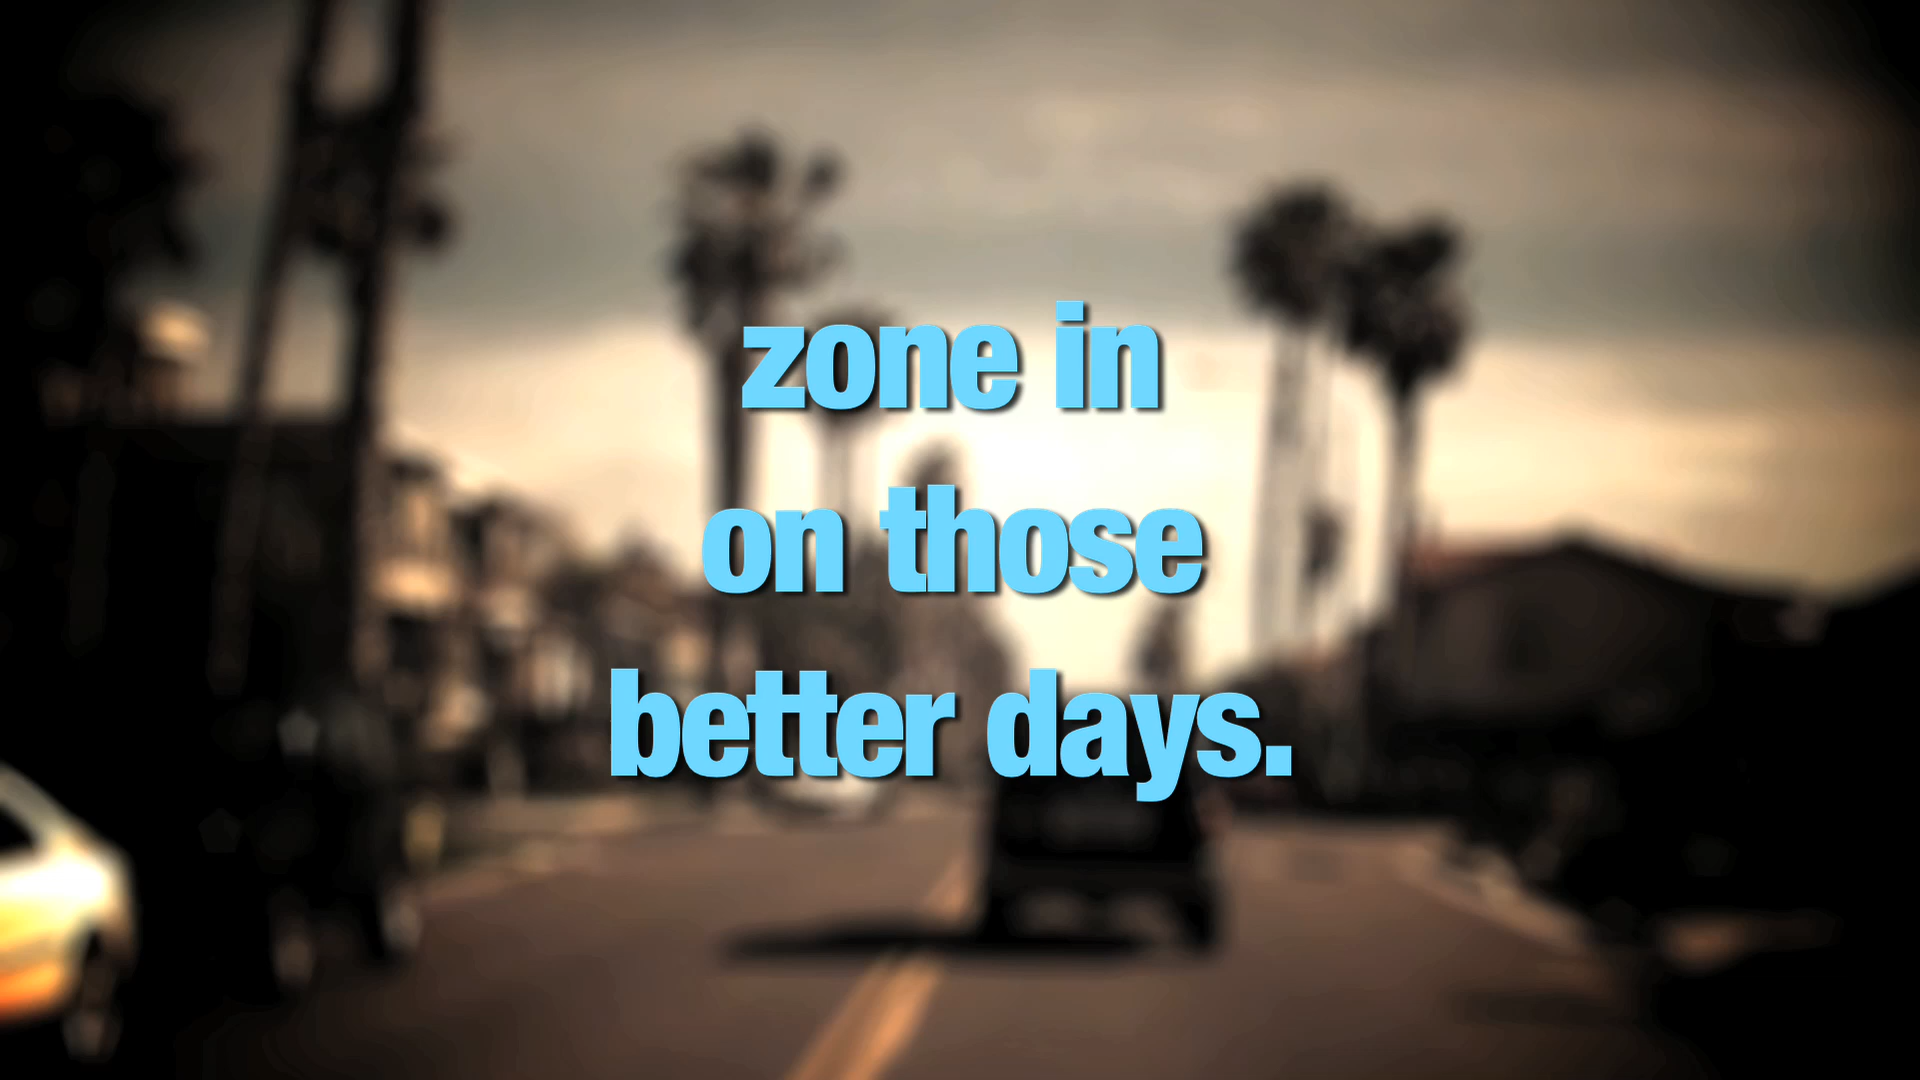 zone in
on those
better days.